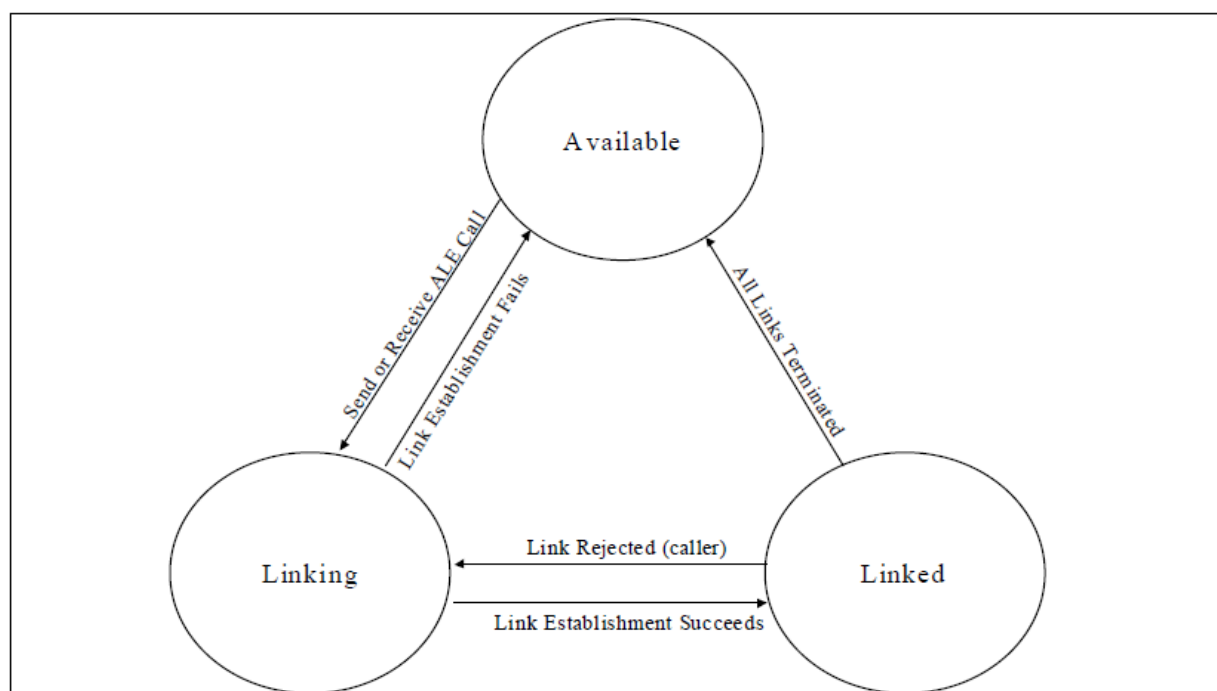 Available
Send or Receive ALE Call
Link Establishment Fails
All Links Terminated
Linking
Link Rejected (caller)
Link Establishment Succeeds
Linked